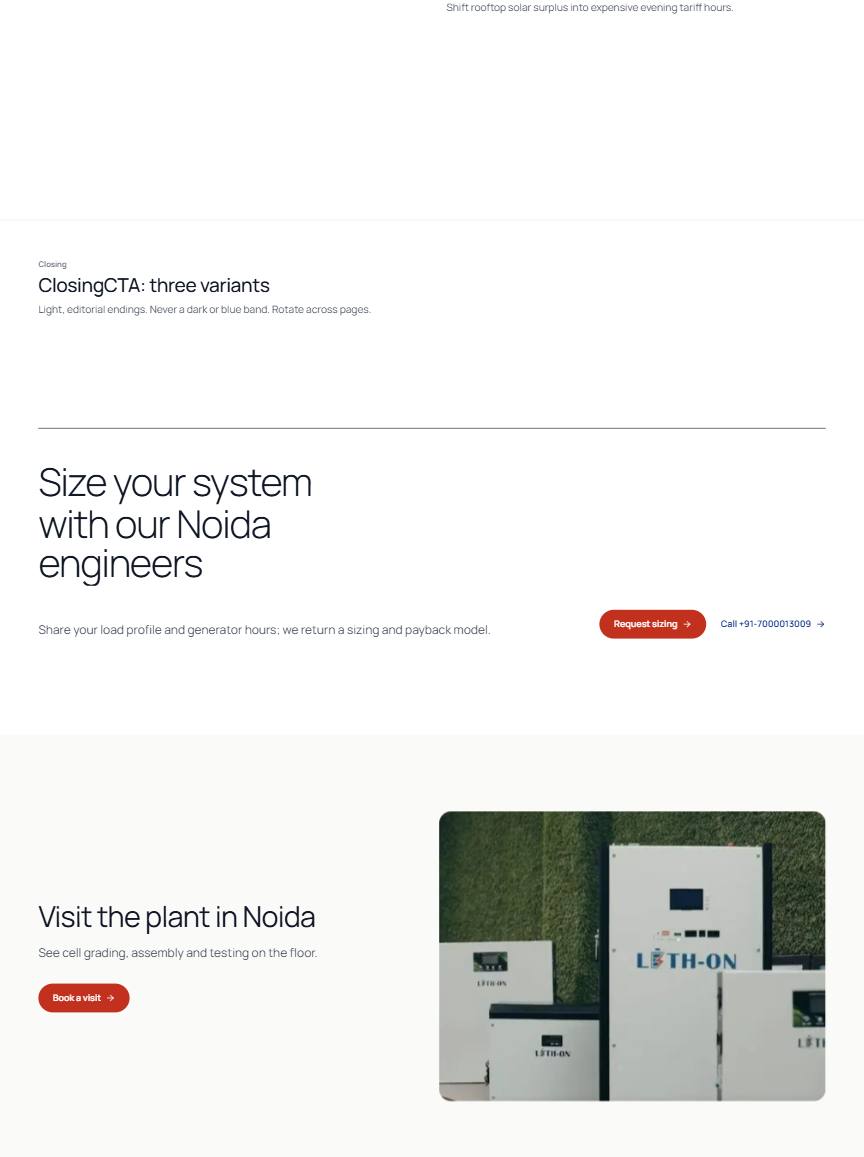 Shift rooftop solar surplus into expensive evening tariff hours.
Closing
ClosingCTA: three variants
Light, editorial endings. Never a dark or blue band. Rotate across pages.
Size your system
with our Noida
engineers
Share your load profile and generator hours; we return a sizing and payback model.
Request sizing →
Call +91-7000013009 →
Visit the plant in Noida
See cell grading, assembly and testing on the floor.
Book a visit →
LITH-ON
LITH-ON
LITH-ON
LITH